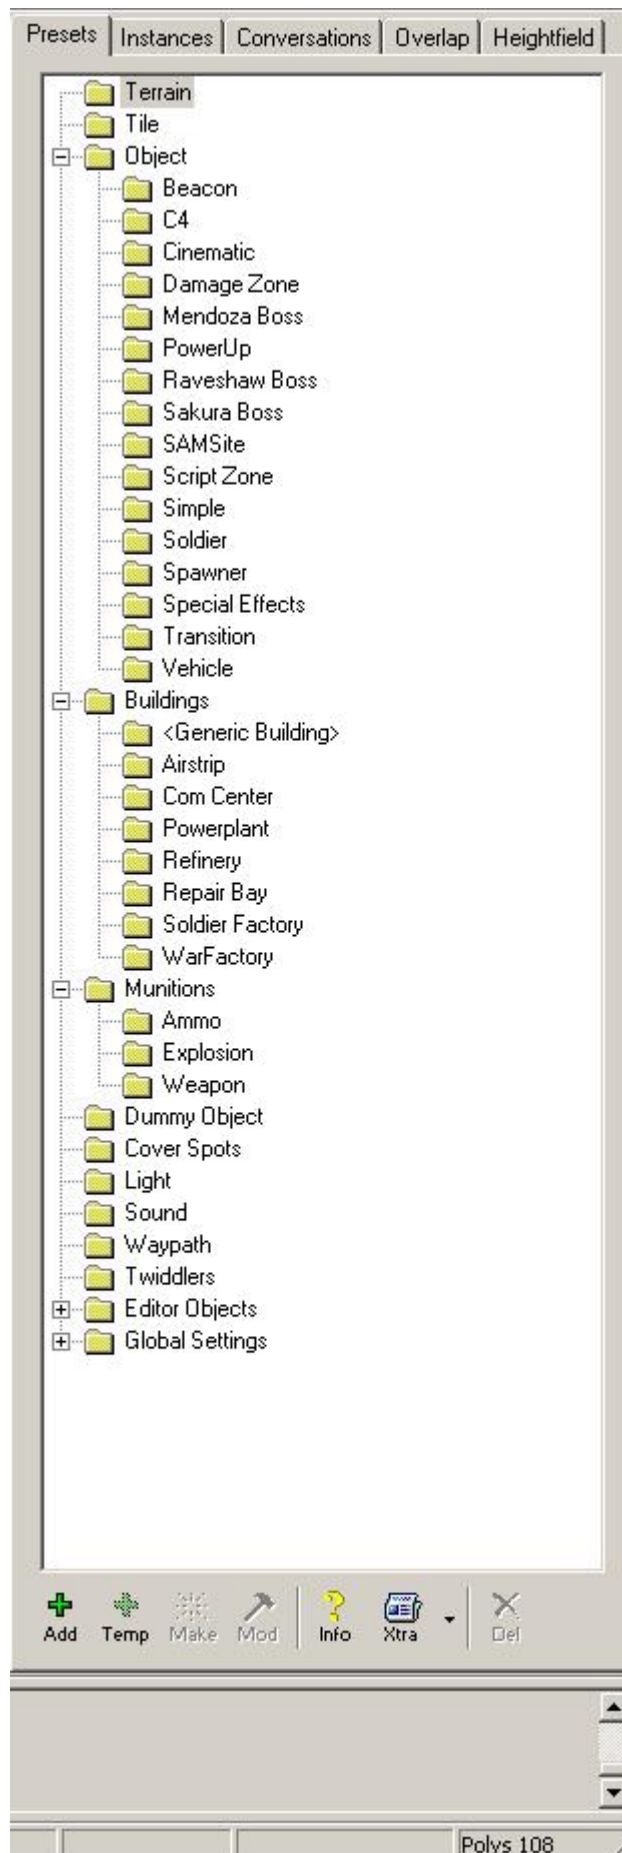 Presets Instances Conversations Overlap Heightfield
Terrain
Tile
Object
Beacon
C4
Cinematic
Damage Zone
Mendoza Boss
PowerUp
Raveshaw Boss
Sakura Boss
SAMSite
Script Zone
Simple
Soldier
Spawner
Special Effects
Transition
Vehicle
Buildings
<Generic Building>
Airstrip
Com Center
Powerplant
Refinery
Repair Bay
Soldier Factory
WarFactory
Munitions
Ammo
Explosion
Weapon
Dummy Object
Cover Spots
Light
Sound
Waypath
Twiddlers
Editor Objects
Global Settings
Add Temp Make Mod Info Xtra Del
Polys 108